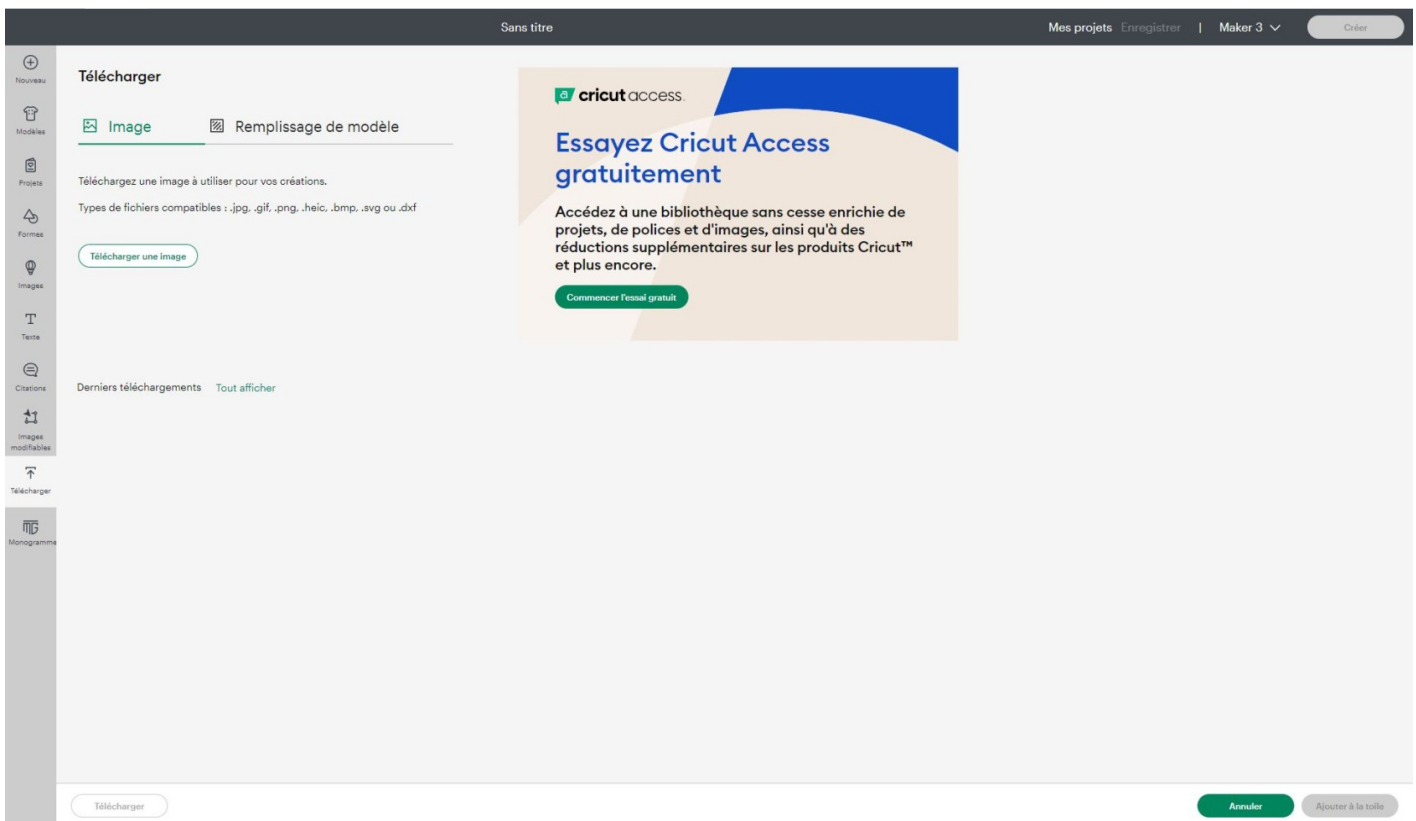 Sans titre
Mes projets Enregistrer | Maker 3
Créer
Nouveau
Modèles
Projets
Formes
Images
Texte
Citations
Images
modifiables
Télécharger
Monogramme
Télécharger
Image
Remplissage de modèle
Téléchargez une image à utiliser pour vos créations.
Types de fichiers compatibles : .jpg, .gif, .png, .heic, .bmp, .svg ou .dxf
Télécharger une image
Derniers téléchargements Tout afficher
a cricut access™
Essayez Cricut Access
gratuitement
Accédez à une bibliothèque sans cesse enrichie de
projets, de polices et d'images, ainsi qu'à des
réductions supplémentaires sur les produits Cricut™
et plus encore.
Commencer l'essai gratuit
Télécharger
Annuler
Ajouter à la toile